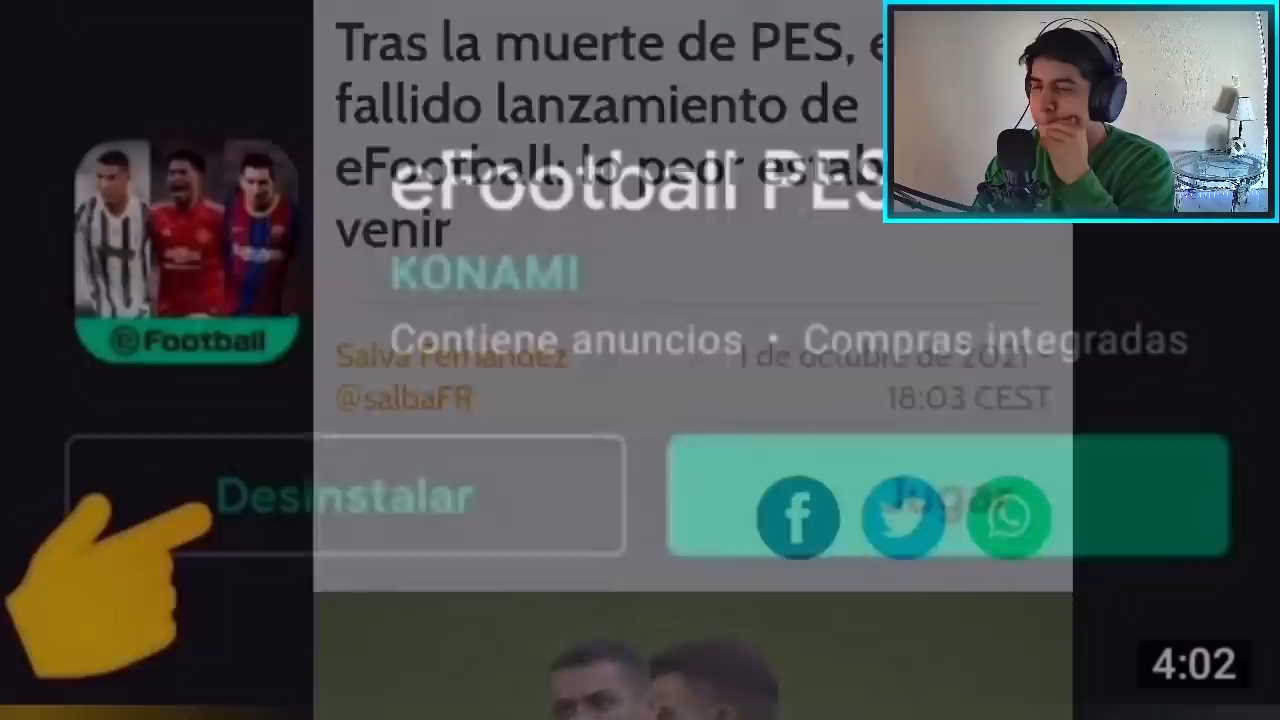 Tras la muerte de PES, e
fallido lanzamiento de
eFootball: lo peor estab
venir
eFootball PES
KONAMI
Contiene anuncios • Compras integradas
Salva Fernández
1 de octubre de 2021
@salbaFR
18:03 CEST
eFootball
Desinstalar
Jugar
4:02